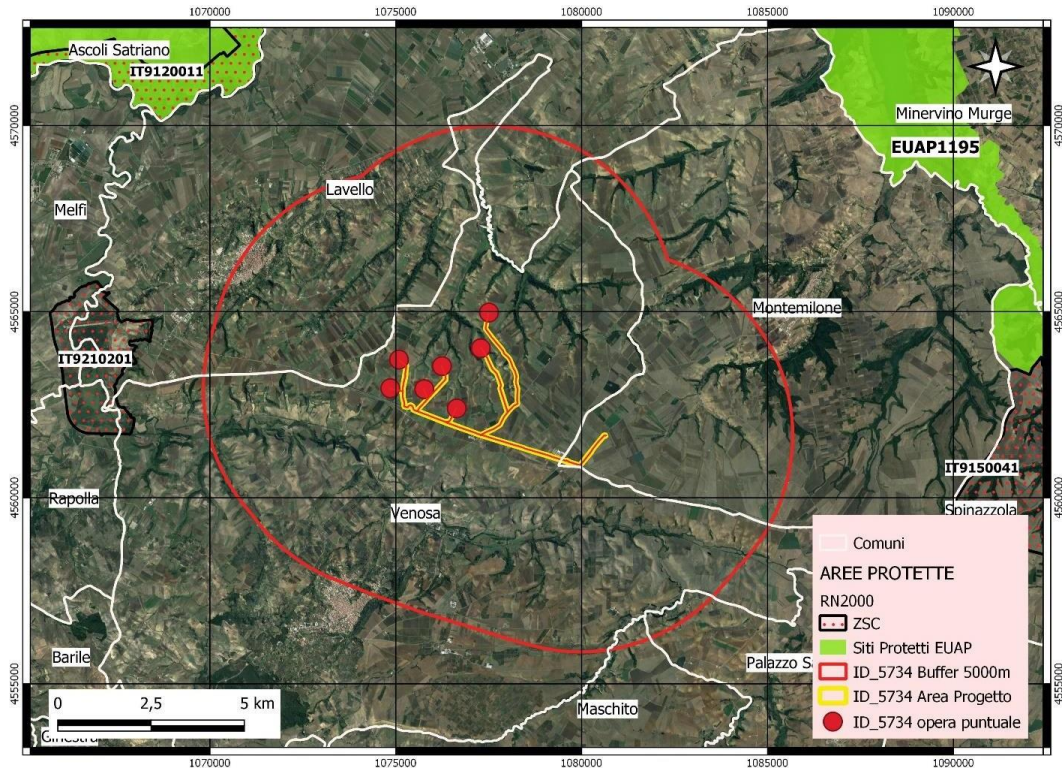 1070000 1075000 1080000 1085000 1090000
Ascoli Satriano
IT9120011
Minervino Murge
4570000 4570000
EUAP1195
Lavello
Melfi
4565000 4565000
Montemilone
IT9210201
IT9150041
Rapolla
4560000 4560000
Venosa
Spinazzola
Comuni
AREE PROTETTE
RN2000
ZSC
Siti Protetti EUAP
ID_5734 Buffer 5000m
ID_5734 Area Progetto
ID_5734 opera puntuale
Barile
Palazzo S
4555000 4555000
0 2,5 5 km
Maschito
Ginestra
1070000 1075000 1080000 1085000 1090000